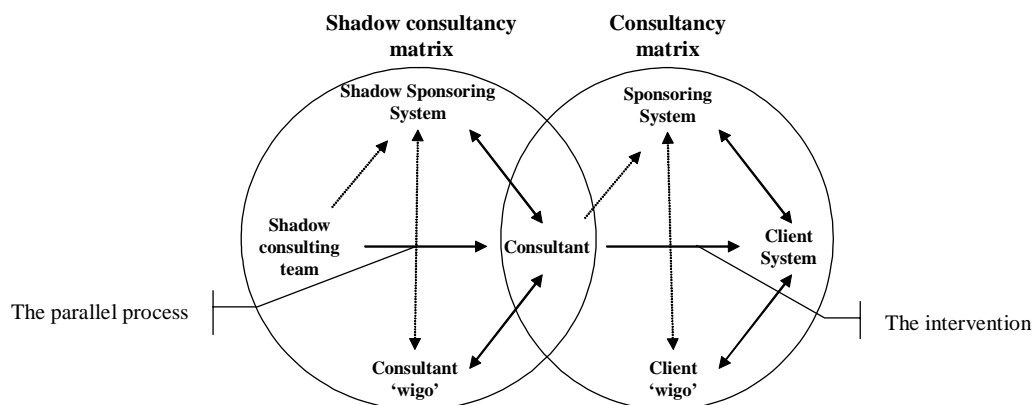 Shadow consultancy
matrix
Consultancy
matrix
Shadow Sponsoring
System
Sponsoring
System
Shadow
consulting
team
Consultant
Client
System
The parallel process
The intervention
Consultant
‘wigo’
Client
‘wigo’